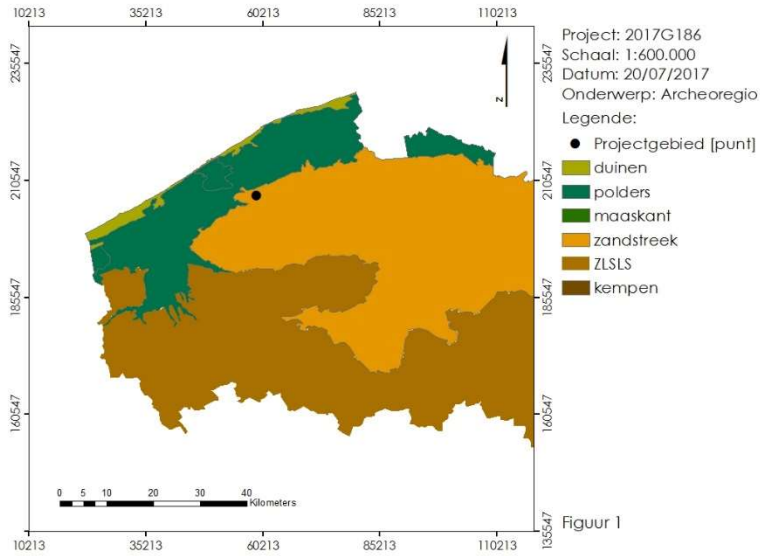 10213 35213 60213 85213 110213
235547 235547
210547 210547
185547 185547
160547 160547
135547
z
0 5 10 20 30 40
Kilometers
10213 35213 60213 85213 110213
Project: 2017G186
Schaal: 1:600.000
Datum: 20/07/2017
Onderwerp: Archeoregio
Legende:
Projectgebied [punt]
duinen
polders
maaskant
zandstreek
ZLSLS
kempen
Figuur 1